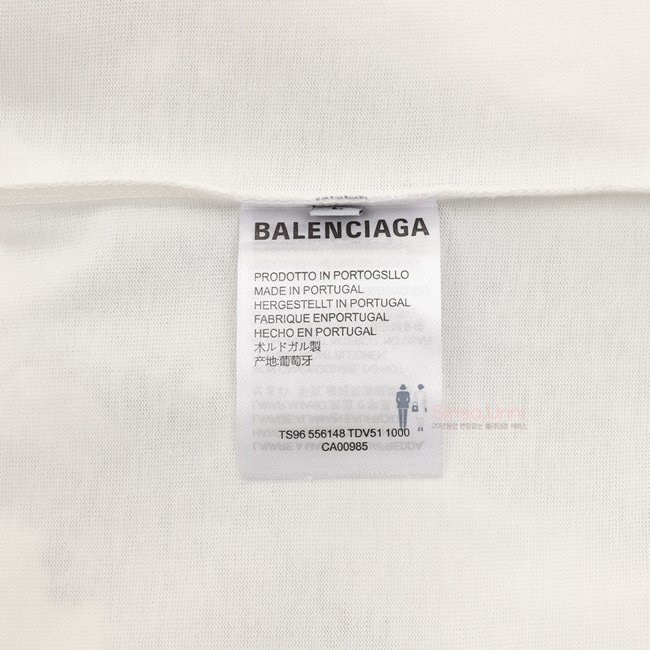 BALENCIAGA
PRODOTTO IN PORTOGSLLO
MADE IN PORTUGAL
HERGESTELLT IN PORTUGAL
FABRIQUE ENPORTUGAL
HECHO EN PORTUGAL
ポルドガル製
产地:葡萄牙
TS96 556148 TDV51 1000
CA00985